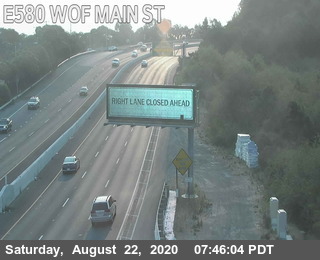 E580 WOF MAIN ST
RIGHT LANE CLOSED AHEAD
Saturday, August 22, 2020 07:46:04 PDT